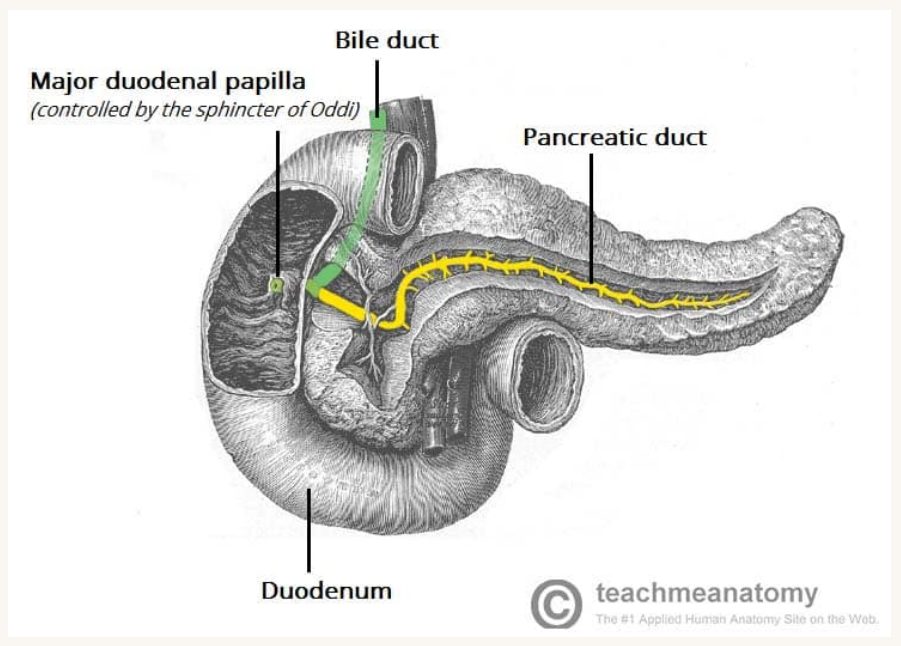 Bile duct
Major duodenal papilla
(controlled by the sphincter of Oddi)
Pancreatic duct
Duodenum
© teachmeanatomy
The #1 Applied Human Anatomy Site on the Web.